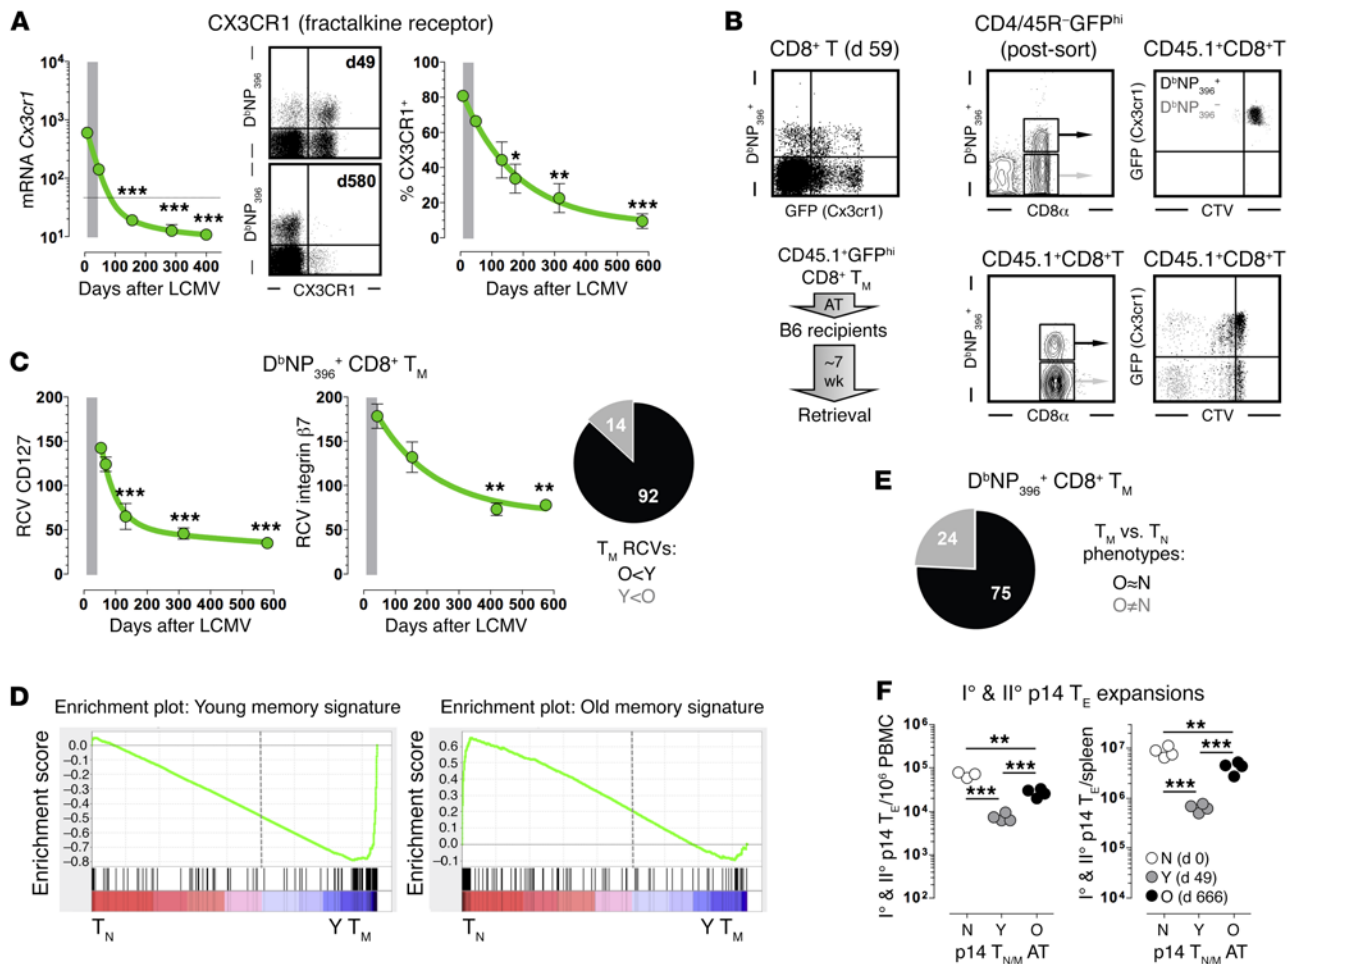 A
CX3CR1 (fractalkine receptor)
mRNA Cx3cr1
10⁴
10³
10²
10¹
***
***
***
0 100 200 300 400
Days after LCMV
DᵇNP₃₉₆⁺
d49
DᵇNP₃₉₆⁺
d580
CX3CR1
% CX3CR1⁺
100
80
60
40
20
0
*
**
***
0 100 200 300 400 500 600
Days after LCMV
B
CD8⁺ T (d 59)
DᵇNP₃₉₆⁺
GFP (Cx3cr1)
CD45.1⁺GFPʰⁱ
CD8⁺ T_M
AT
B6 recipients
~7
wk
Retrieval
CD4/45R⁻GFPʰⁱ
(post-sort)
DᵇNP₃₉₆⁺
CD8α
CD45.1⁺CD8⁺T
GFP (Cx3cr1)
DᵇNP₃₉₆⁺
DᵇNP₃₉₆⁻
CTV
CD45.1⁺CD8⁺T
DᵇNP₃₉₆⁺
CD8α
CD45.1⁺CD8⁺T
GFP (Cx3cr1)
CTV
C
DᵇNP₃₉₆⁺ CD8⁺ T_M
RCV CD127
200
150
100
50
0
***
***
***
0 100 200 300 400 500 600
Days after LCMV
RCV integrin β7
200
150
100
50
0
**
**
0 100 200 300 400 500 600
Days after LCMV
14
92
T_M RCVs:
O<Y
Y<O
D
Enrichment plot: Young memory signature
Enrichment score
0.0
−0.1
−0.2
−0.3
−0.4
−0.5
−0.6
−0.7
−0.8
T_N Y T_M
Enrichment plot: Old memory signature
Enrichment score
0.6
0.5
0.4
0.3
0.2
0.1
0.0
−0.1
T_N Y T_M
E
DᵇNP₃₉₆⁺ CD8⁺ T_M
24
75
T_M vs. T_N
phenotypes:
O≈N
O≠N
F
I° & II° p14 T_E expansions
I° & II° p14 T_E/10⁶ PBMC
10⁶
10⁵
10⁴
10³
10²
**
***
***
N Y O
p14 T_N/M AT
I° & II° p14 T_E/spleen
10⁷
10⁶
10⁵
10⁴
**
***
***
N (d 0)
Y (d 49)
O (d 666)
N Y O
p14 T_N/M AT